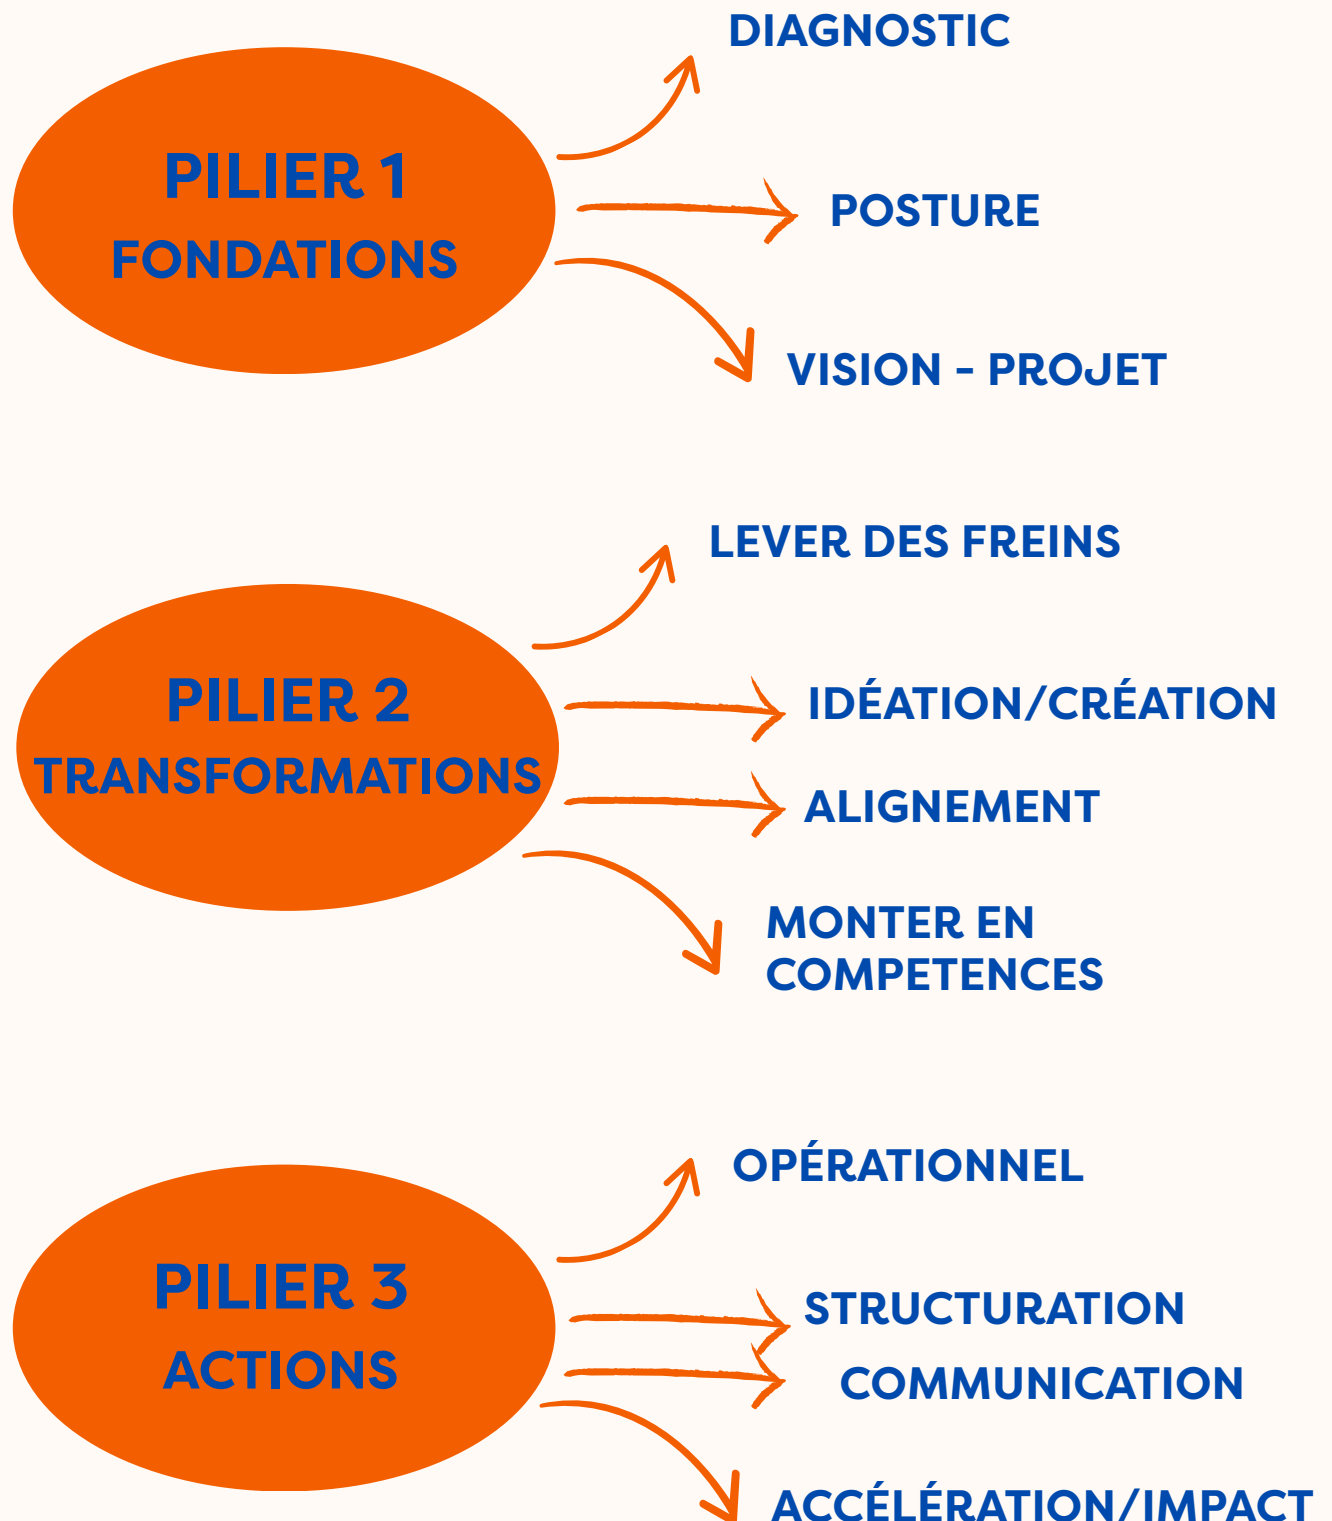 PILIER 1
FONDATIONS
DIAGNOSTIC
POSTURE
VISION - PROJET
PILIER 2
TRANSFORMATIONS
LEVER DES FREINS
IDÉATION/CRÉATION
ALIGNEMENT
MONTER EN
COMPETENCES
PILIER 3
ACTIONS
OPÉRATIONNEL
STRUCTURATION
COMMUNICATION
ACCÉLÉRATION/IMPACT